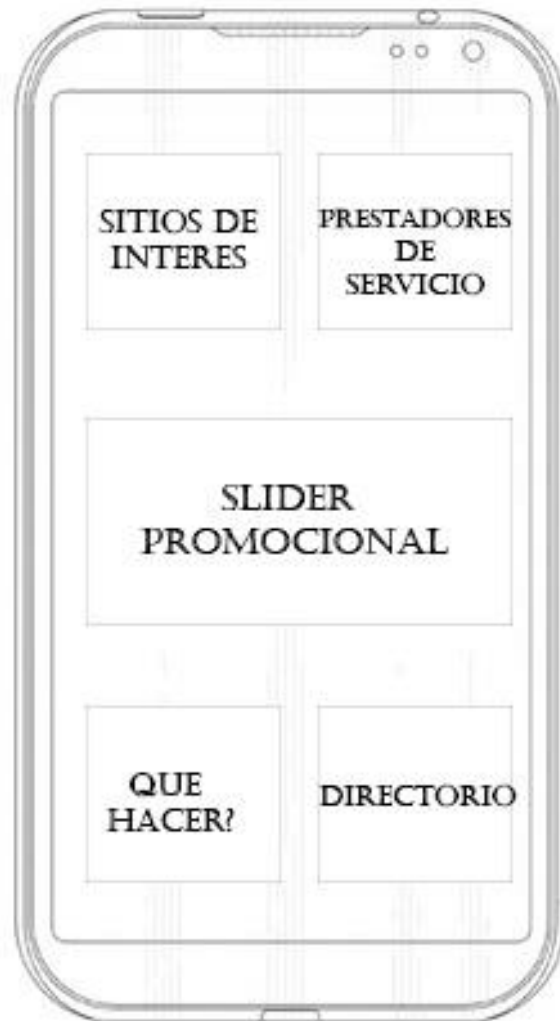 SITIOS DE
INTERES
PRESTADORES
DE
SERVICIO
SLIDER
PROMOCIONAL
QUE
HACER?
DIRECTORIO